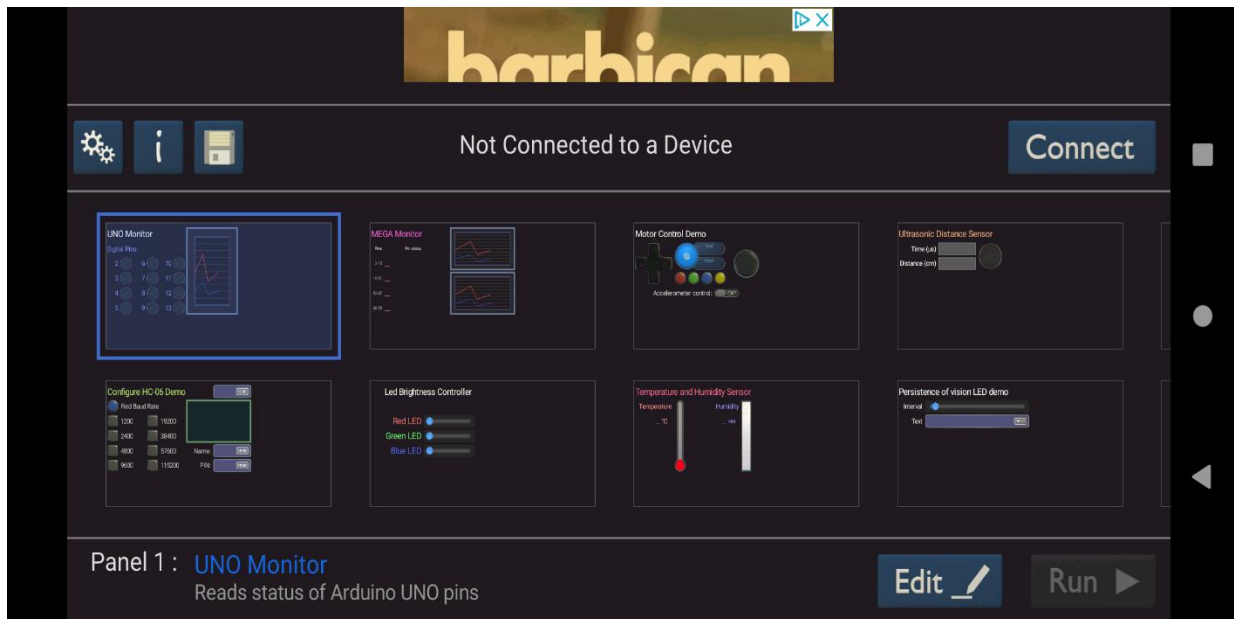 barbican
i
Not Connected to a Device
Connect
UNO Monitor
Digital Pins:
2 6 10
3 7 11
4 8 12
5 9 13
MEGA Monitor
Motor Control Demo
Accelerometer control:
Ultrasonic Distance Sensor
Time (us)
Distance (cm)
Configure HC-06 Demo
Find Baud Rate
1200 19200
2400 38400
4800 57600 Name:
9600 115200 PIN:
Led Brightness Controller
Red LED
Green LED
Blue LED
Temperature and Humidity Sensor
Temperature Humidity
Persistence of vision LED demo
Interval
Text
Panel 1 : UNO Monitor
Reads status of Arduino UNO pins
Edit
Run